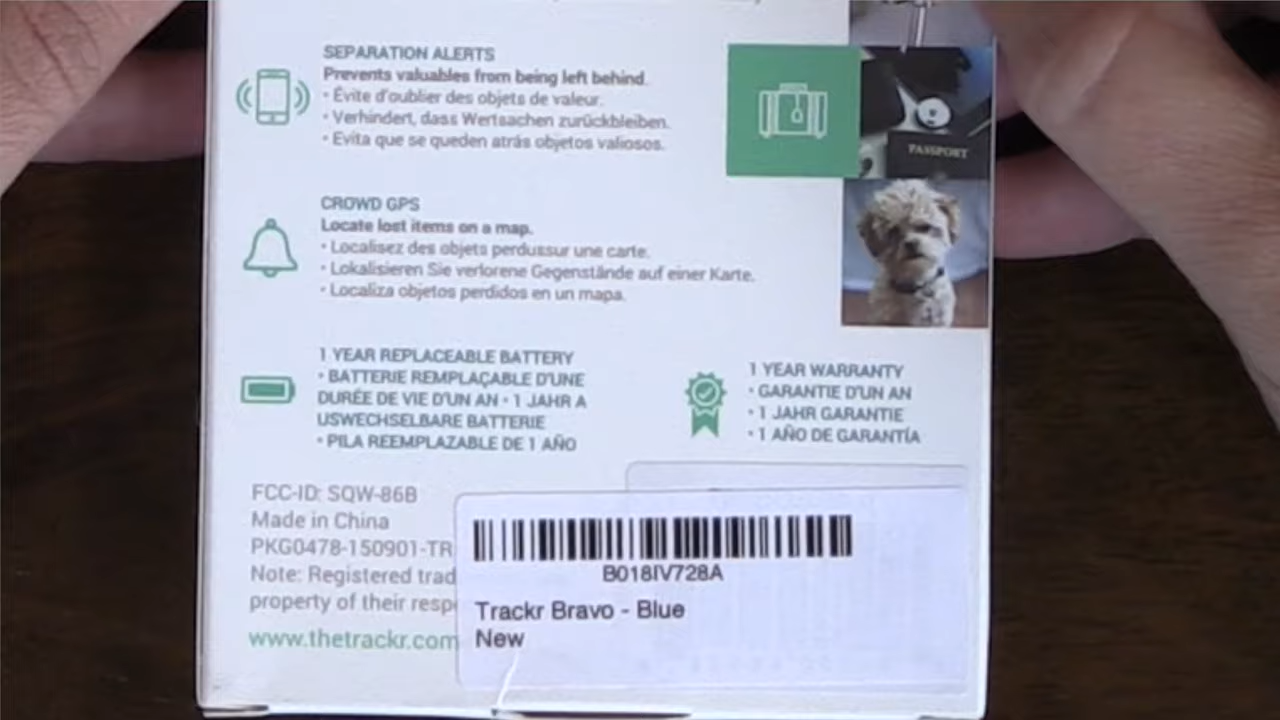 SEPARATION ALERTS
Prevents valuables from being left behind.
• Évite d'oublier des objets de valeur.
• Verhindert, dass Wertsachen zurückbleiben.
• Evita que se queden atrás objetos valiosos.
PASSPORT
CROWD GPS
Locate lost items on a map.
• Localisez des objets perdussur une carte.
• Lokalisieren Sie verlorene Gegenstände auf einer Karte.
• Localiza objetos perdidos en un mapa.
1 YEAR REPLACEABLE BATTERY
• BATTERIE REMPLAÇABLE D'UNE
DURÉE DE VIE D'UN AN • 1 JAHR A
USWECHSELBARE BATTERIE
• PILA REEMPLAZABLE DE 1 AÑO
1 YEAR WARRANTY
• GARANTIE D'UN AN
• 1 JAHR GARANTIE
• 1 AÑO DE GARANTÍA
FCC-ID: SQW-86B
Made in China
PKG0478-150901-TR
Note: Registered trad
property of their resp
www.thetrackr.com
B018IV728A
Trackr Bravo - Blue
New